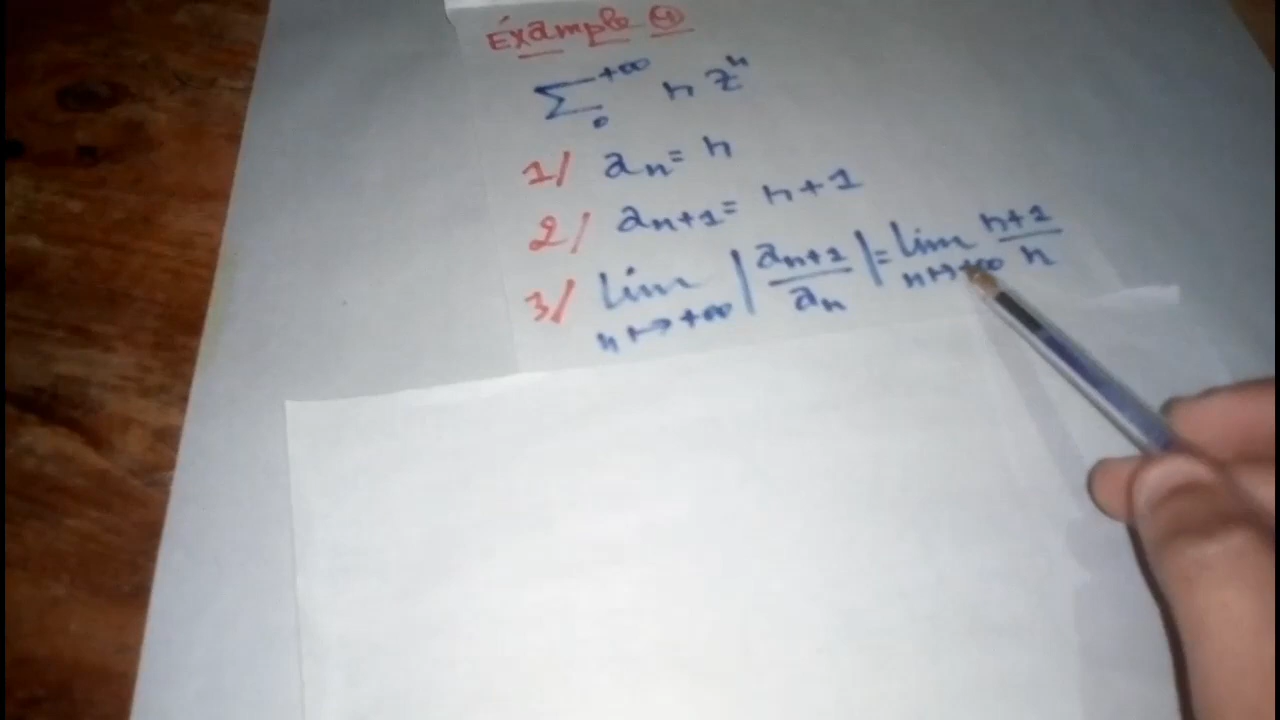 Example 4
∑₀^{+∞} n zⁿ
1/ aₙ = n
2/ aₙ₊₁ = n+1
3/ lim_{n↦+∞} |aₙ₊₁/aₙ| = lim_{n↦+∞} (n+1)/n